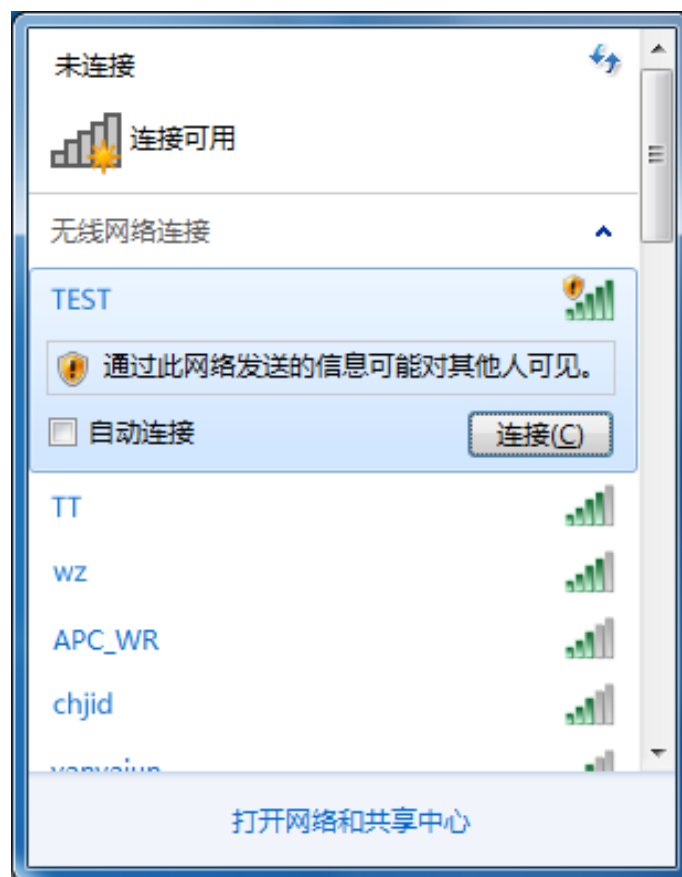 未连接
连接可用
无线网络连接
TEST
通过此网络发送的信息可能对其他人可见。
自动连接
连接(C)
TT
wz
APC_WR
chjid
打开网络和共享中心